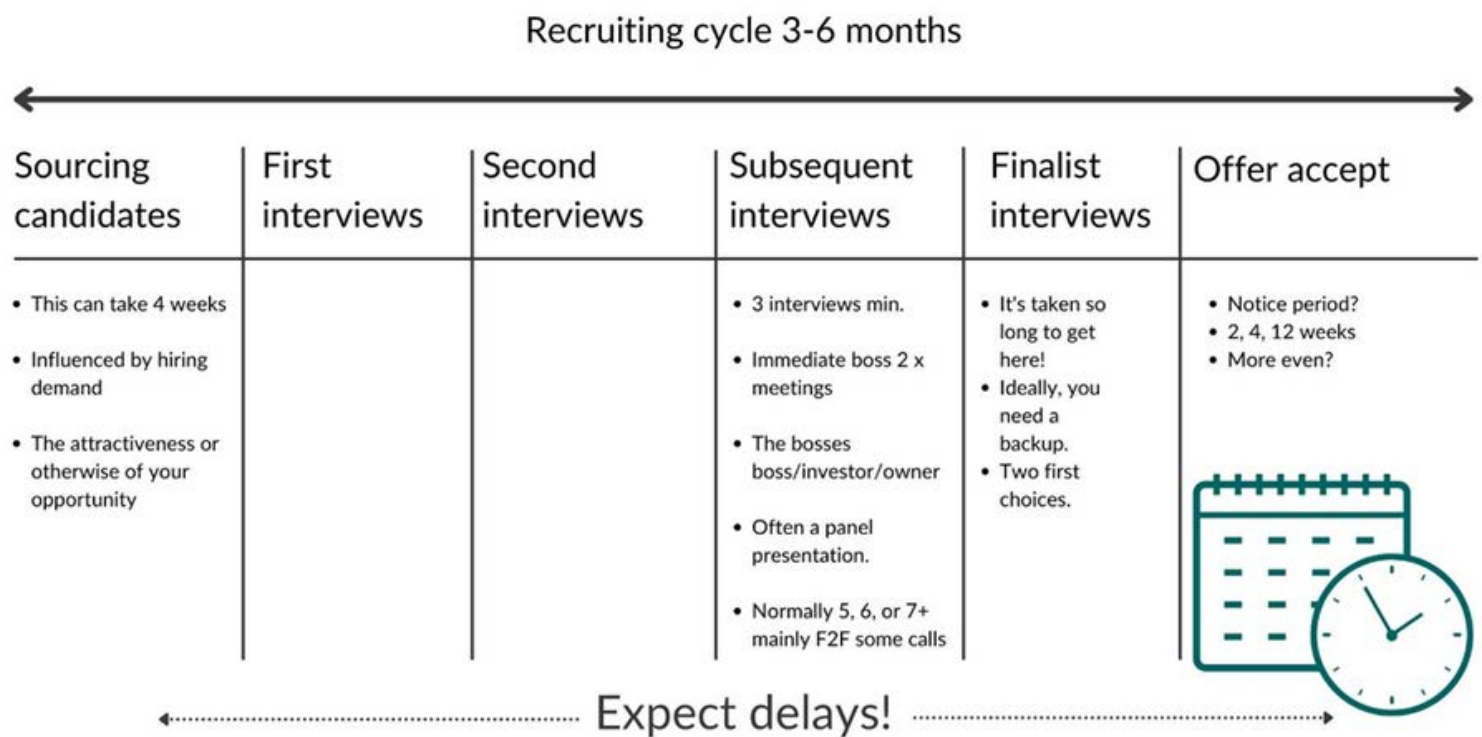 Recruiting cycle 3-6 months
Sourcing
candidates
First
interviews
Second
interviews
Subsequent
interviews
Finalist
interviews
Offer accept
• This can take 4 weeks
• Influenced by hiring
demand
• The attractiveness or
otherwise of your
opportunity
• 3 interviews min.
• Immediate boss 2 x
meetings
• The bosses
boss/investor/owner
• Often a panel
presentation.
• Normally 5, 6, or 7+
mainly F2F some calls
• It's taken so
long to get
here!
• Ideally, you
need a
backup.
• Two first
choices.
• Notice period?
• 2, 4, 12 weeks
• More even?
Expect delays!